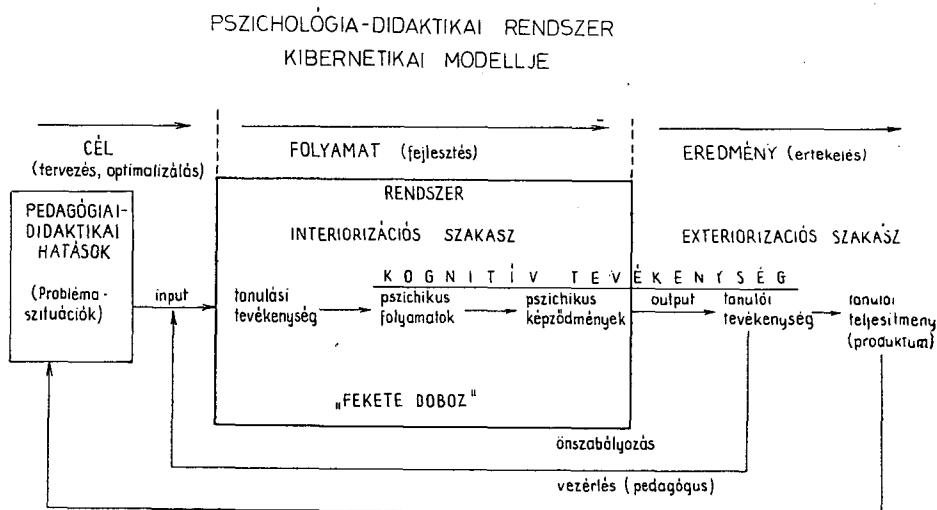 PSZICHOLÓGIA-DIDAKTIKAI RENDSZER
KIBERNETIKAI MODELLJE
CÉL
(tervezés, optimalizálás)
FOLYAMAT (fejlesztés)
EREDMÉNY (ertekelés)
PEDAGÓGIAI-
DIDAKTIKAI
HATÁSOK
(Probléma-
szituációk)
input
RENDSZER
INTERIORIZÁCIÓS SZAKASZ
EXTERIORIZACIÓS SZAKASZ
KOGNITÍV TEVÉKENYSÉG
tanulási
tevékenység
pszichikus
folyamatok
pszichikus
képződmények
output
tanulói
tevékenység
tanulói
teljesítmény
(produktum)
„FEKETE DOBOZ"
önszabályozás
vezérlés (pedagógus)